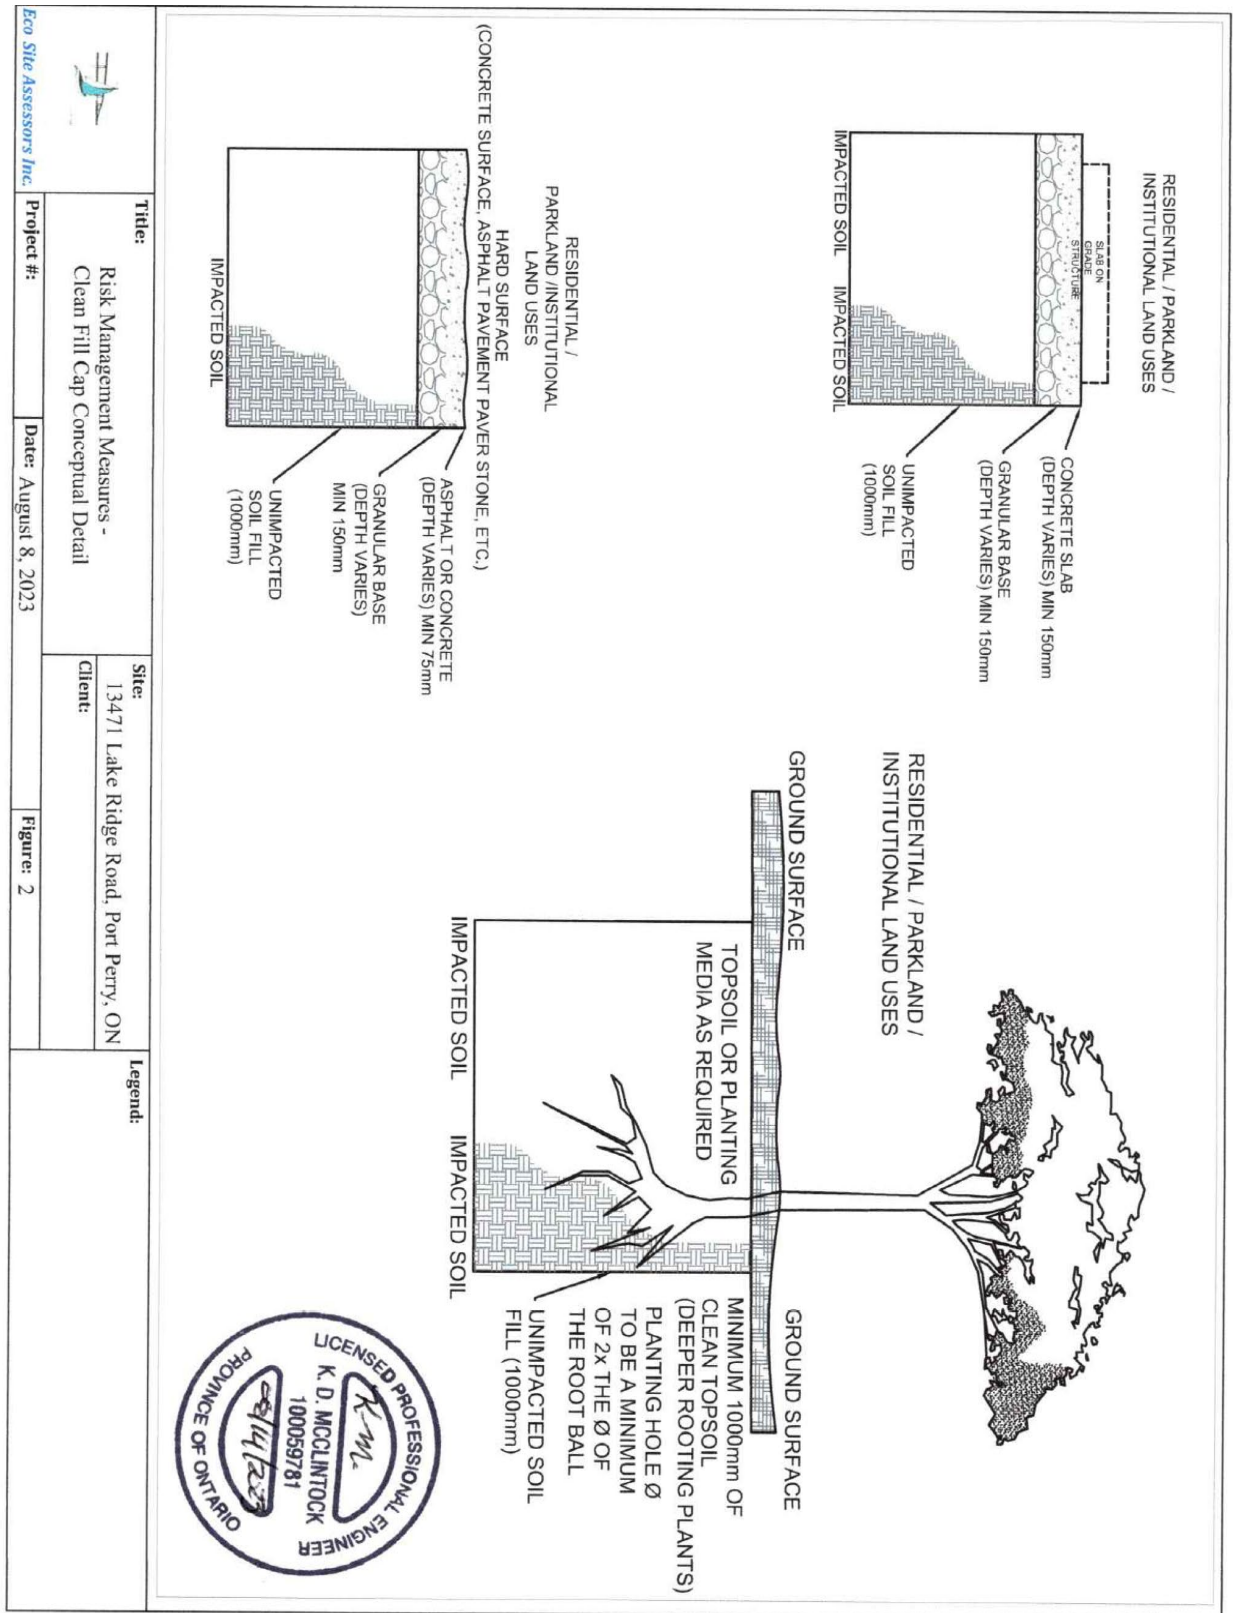 RESIDENTIAL / PARKLAND /
INSTITUTIONAL LAND USES
SLAB ON
GRADE
STRUCTURE
CONCRETE SLAB
(DEPTH VARIES) MIN 150mm
GRANULAR BASE
(DEPTH VARIES) MIN 150mm
UNIMPACTED
SOIL FILL
(1000mm)
IMPACTED SOIL
IMPACTED SOIL
RESIDENTIAL / PARKLAND /
INSTITUTIONAL LAND USES
GROUND SURFACE
GROUND SURFACE
TOPSOIL OR PLANTING
MEDIA AS REQUIRED
MINIMUM 1000mm OF
CLEAN TOPSOIL
(DEEPER ROOTING PLANTS)
PLANTING HOLE Ø
TO BE A MINIMUM
OF 2x THE Ø OF
THE ROOT BALL
UNIMPACTED SOIL
FILL (1000mm)
IMPACTED SOIL
IMPACTED SOIL
RESIDENTIAL /
PARKLAND /INSTITUTIONAL
LAND USES
HARD SURFACE
(CONCRETE SURFACE, ASPHALT PAVEMENT PAVER STONE, ETC.)
ASPHALT OR CONCRETE
(DEPTH VARIES) MIN 75mm
GRANULAR BASE
(DEPTH VARIES)
MIN 150mm
UNIMPACTED
SOIL FILL
(1000mm)
IMPACTED SOIL
LICENSED PROFESSIONAL ENGINEER
K.M.
K. D. MCCLINTOCK
100059781
PROVINCE OF ONTARIO
Eco Site Assessors Inc.
Title:
Risk Management Measures -
Clean Fill Cap Conceptual Detail
Project #:
Date: August 8, 2023
Site:
13471 Lake Ridge Road, Port Perry, ON
Client:
Figure: 2
Legend: